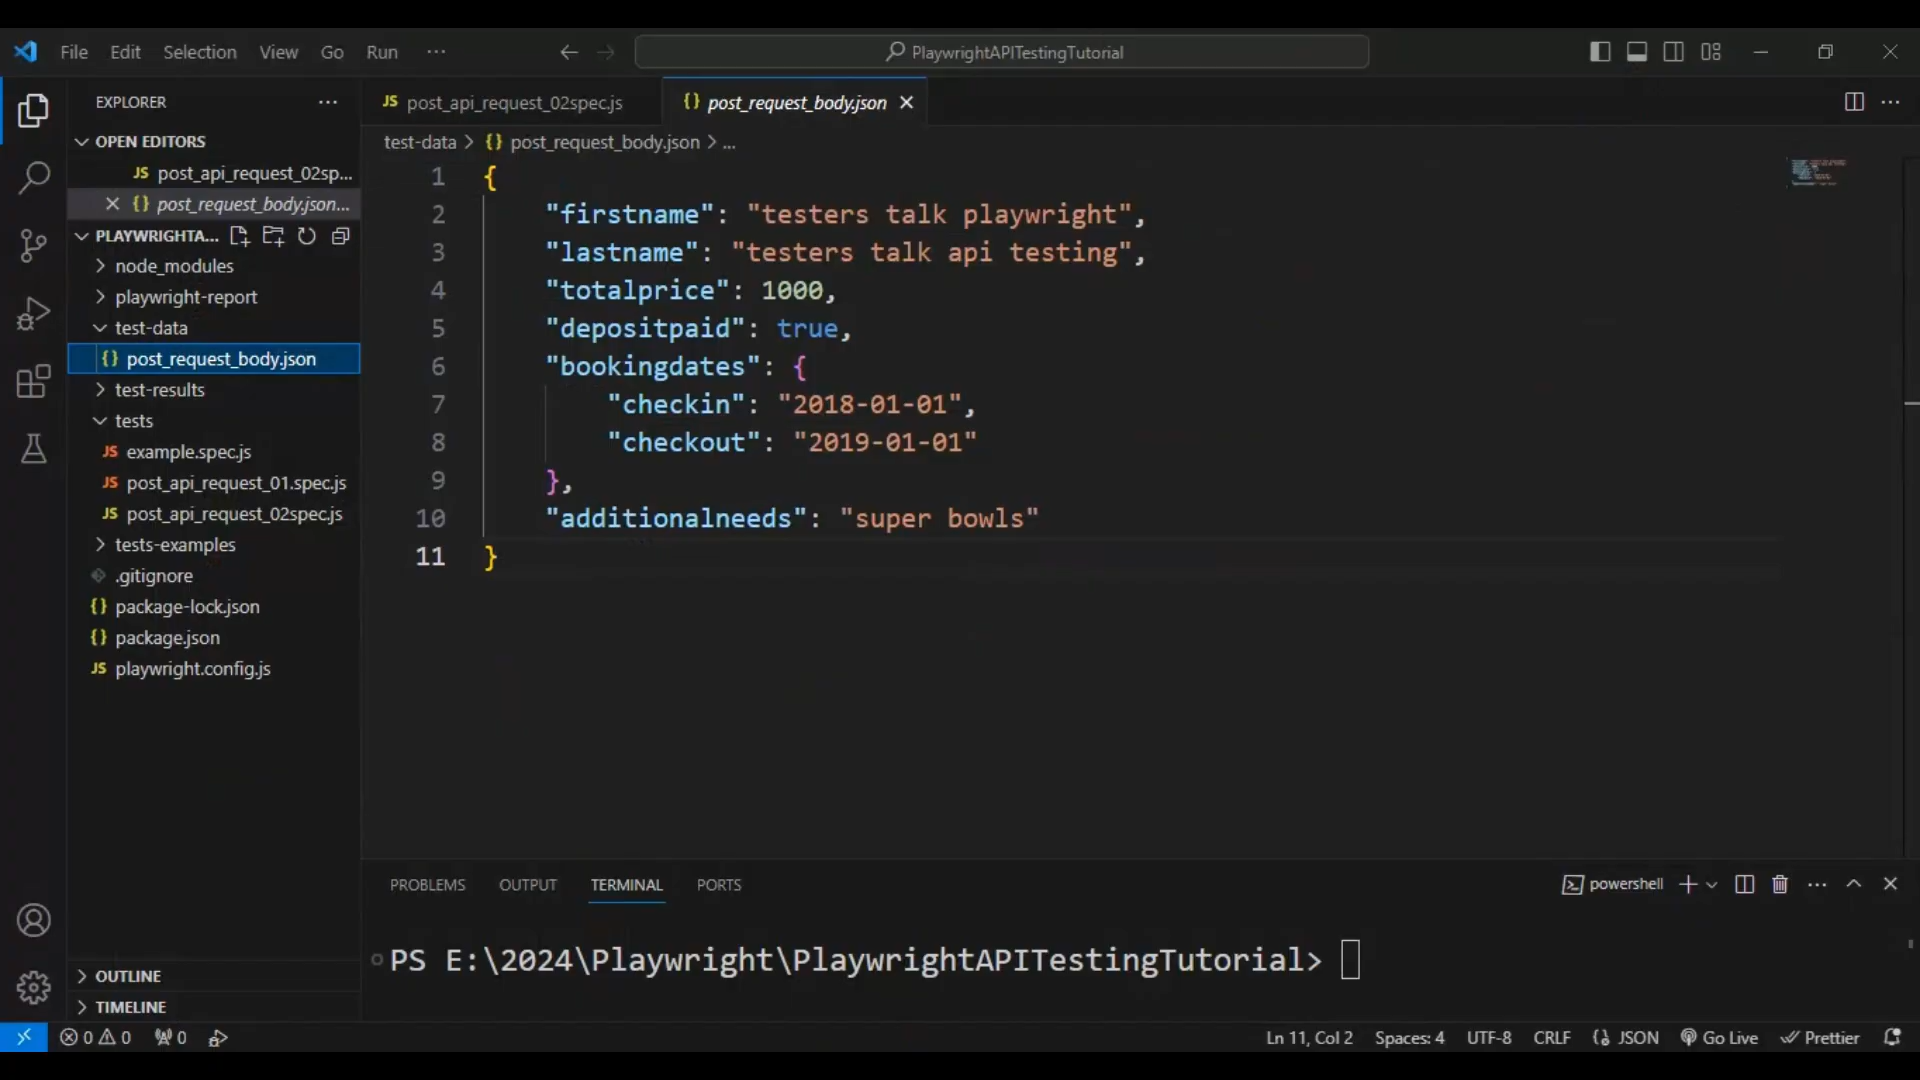 File Edit Selection View Go Run ···
PlaywrightAPITestingTutorial
EXPLORER ···
JS post_api_request_02spec.js
{} post_request_body.json
OPEN EDITORS
test-data > {} post_request_body.json > ...
JS post_api_request_02sp...
{} post_request_body.json...
PLAYWRIGHTA...
node_modules
playwright-report
test-data
{} post_request_body.json
test-results
tests
JS example.spec.js
JS post_api_request_01.spec.js
JS post_api_request_02spec.js
tests-examples
.gitignore
{} package-lock.json
{} package.json
JS playwright.config.js
OUTLINE
TIMELINE
1 {
2 "firstname": "testers talk playwright",
3 "lastname": "testers talk api testing",
4 "totalprice": 1000,
5 "depositpaid": true,
6 "bookingdates": {
7 "checkin": "2018-01-01",
8 "checkout": "2019-01-01"
9 },
10 "additionalneeds": "super bowls"
11 }
PROBLEMS OUTPUT TERMINAL PORTS
powershell
PS E:\2024\Playwright\PlaywrightAPITestingTutorial>
0 0 0
Ln 11, Col 2 Spaces: 4 UTF-8 CRLF {} JSON Go Live Prettier